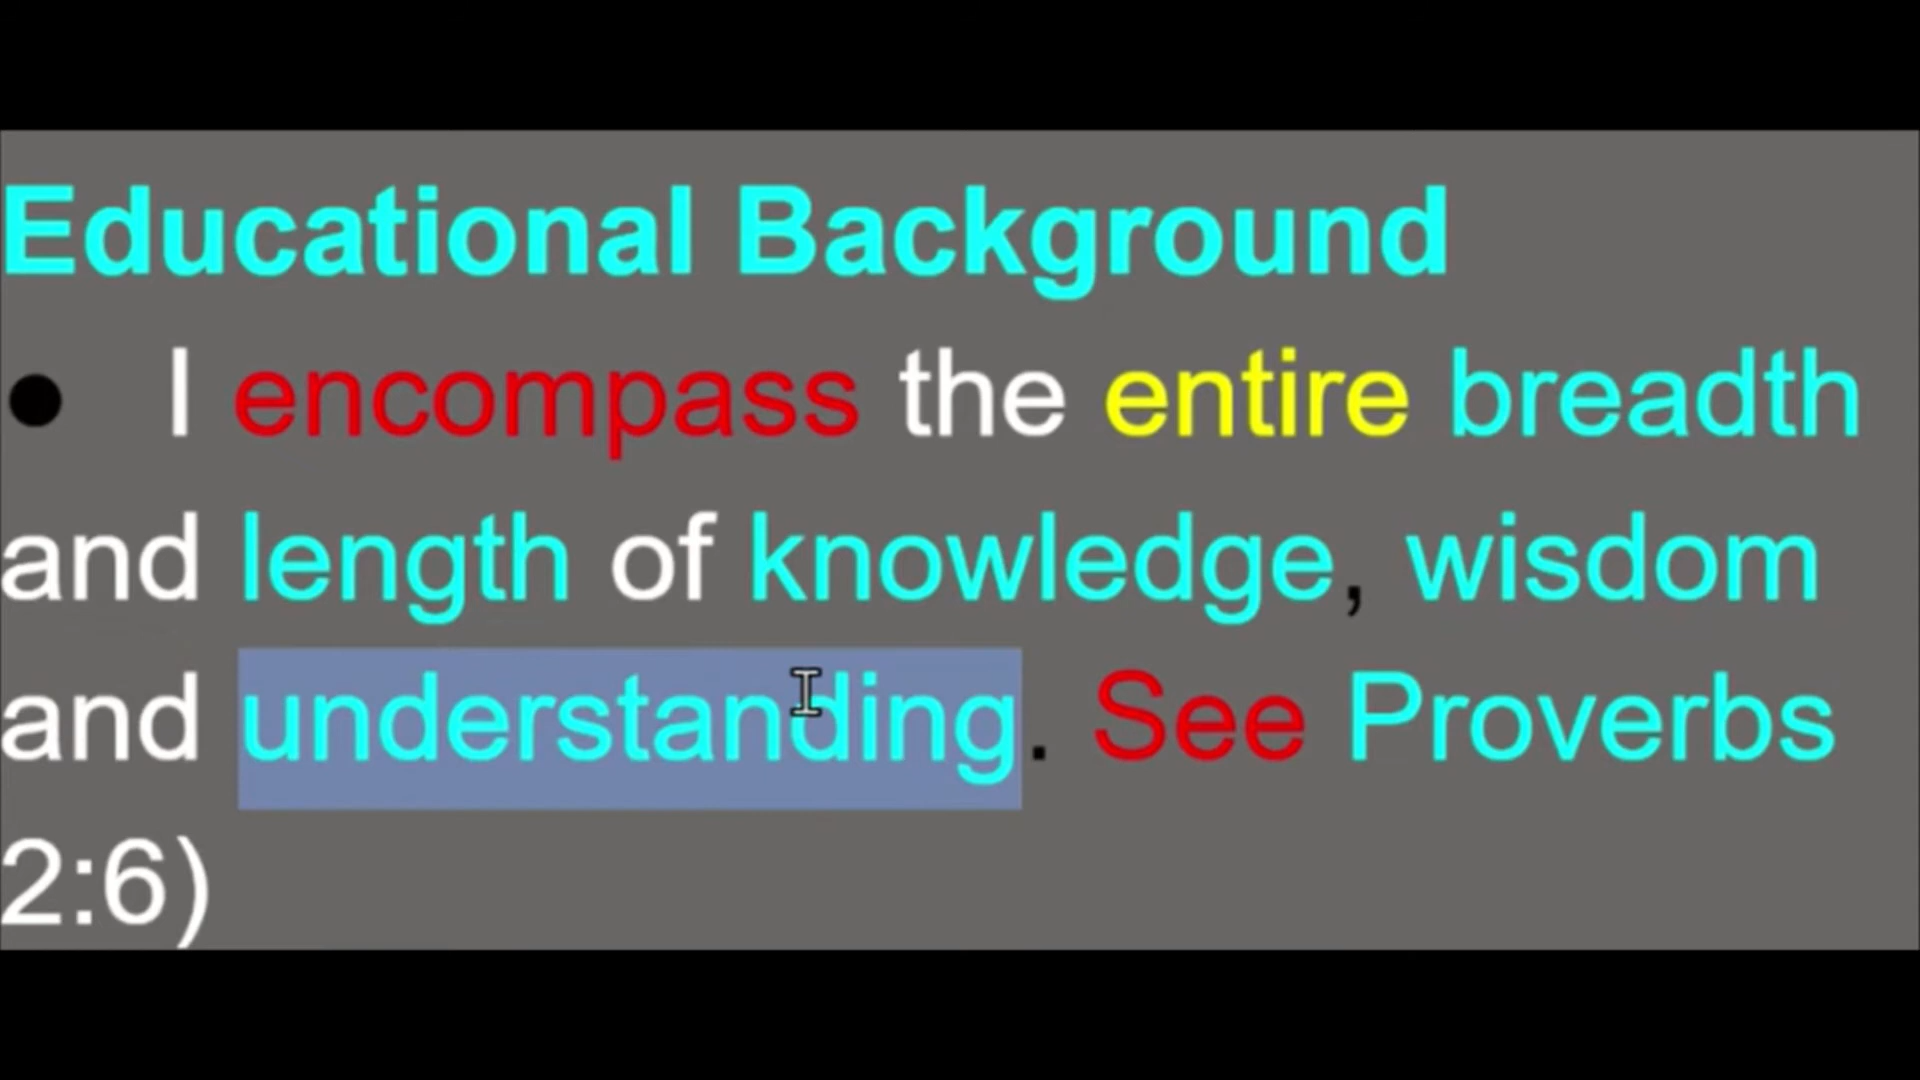 Educational Background
● I encompass the entire breadth
and length of knowledge, wisdom
and understanding. See Proverbs
2:6)